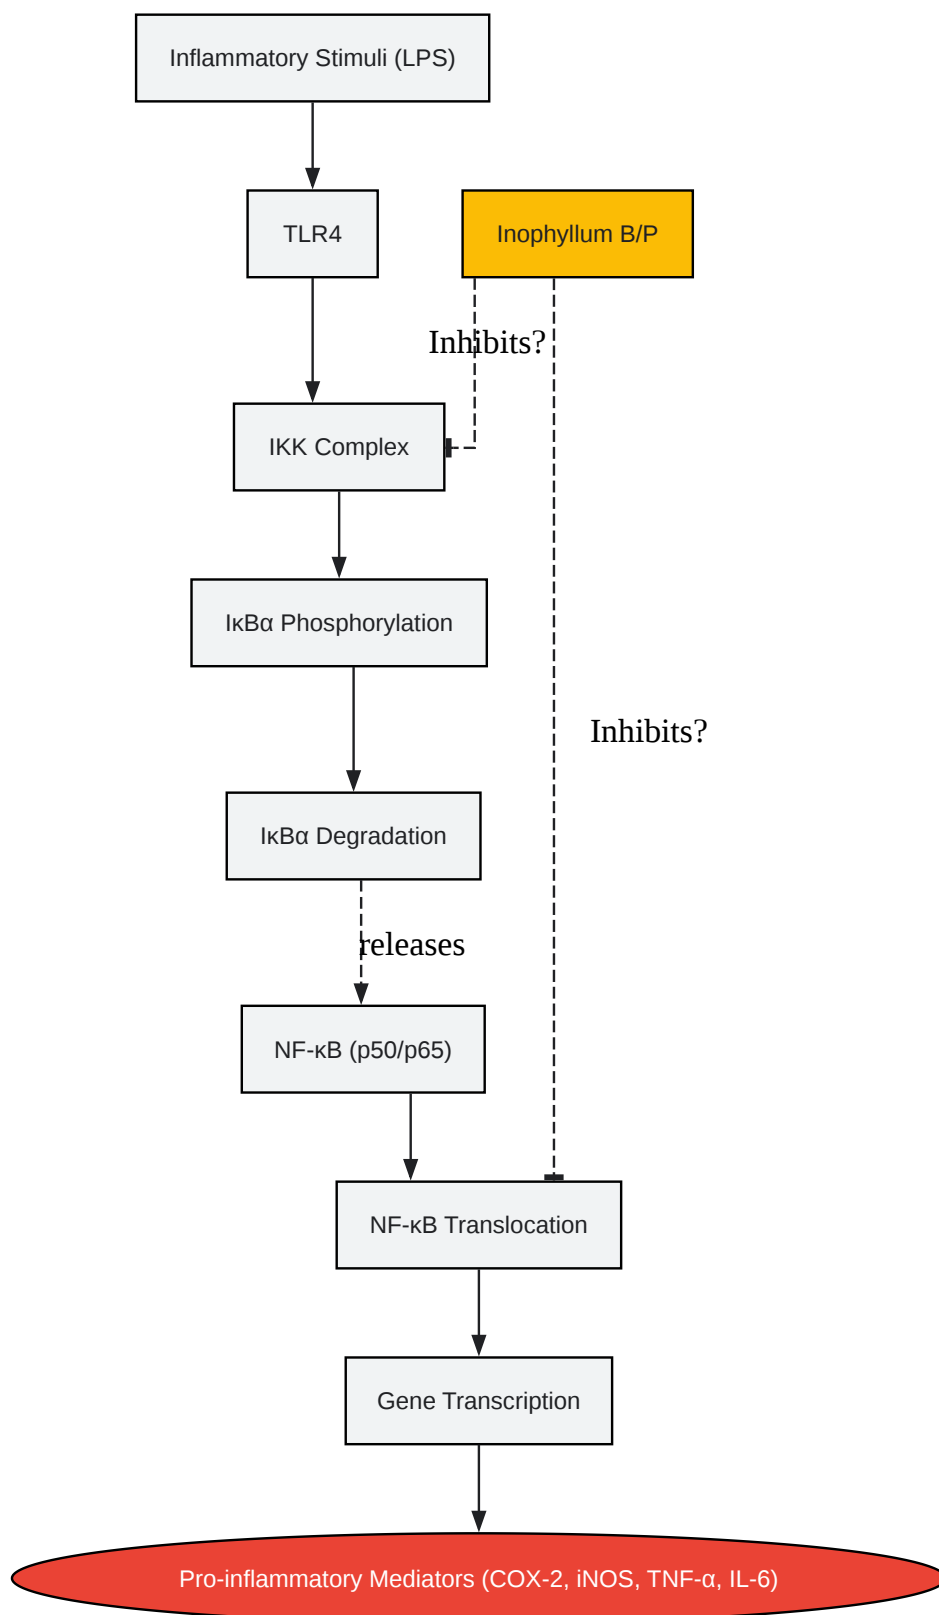 Inflammatory Stimuli (LPS)
TLR4
Inophyllum B/P
Inhibits?
IKK Complex
IκBα Phosphorylation
Inhibits?
IκBα Degradation
releases
NF-κB (p50/p65)
NF-κB Translocation
Gene Transcription
Pro-inflammatory Mediators (COX-2, iNOS, TNF-α, IL-6)